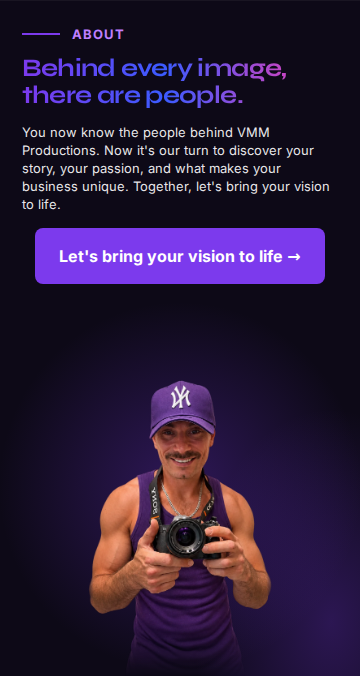 ABOUT
Behind every image,
there are people.
You now know the people behind VMM
Productions. Now it's our turn to discover your
story, your passion, and what makes your
business unique. Together, let's bring your vision
to life.
Let's bring your vision to life →
NY